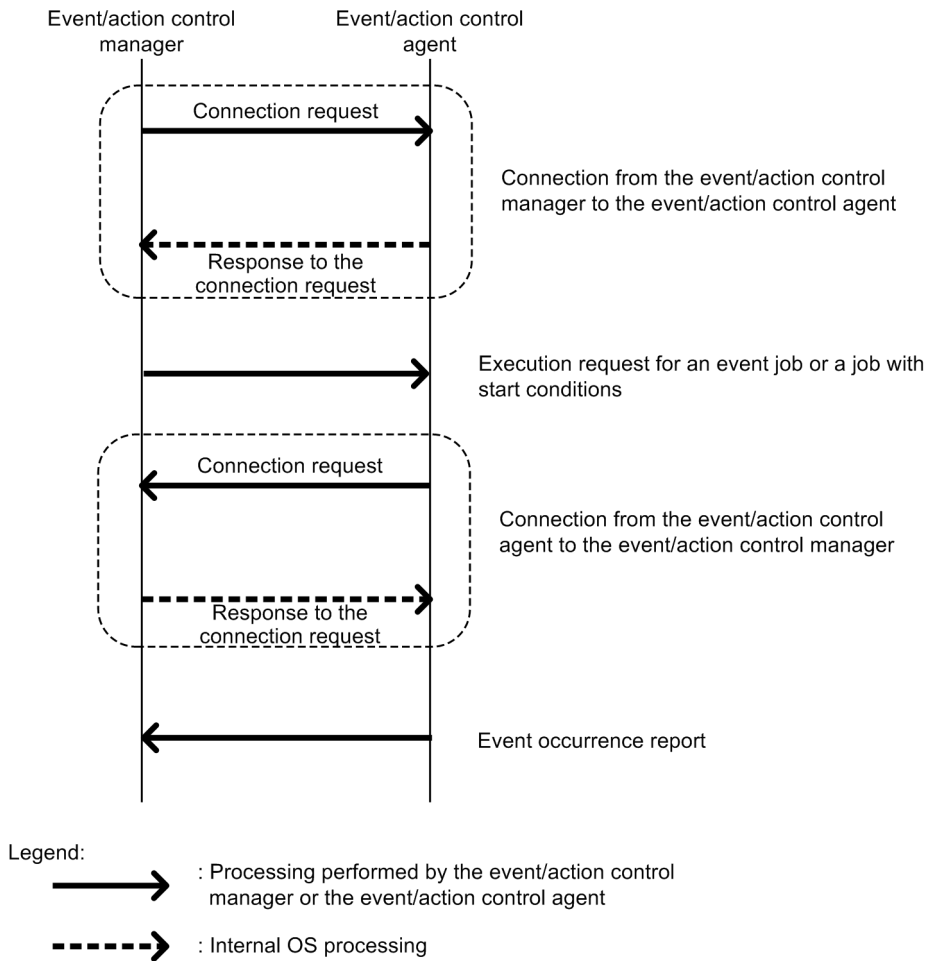 Event/action control
manager
Event/action control
agent
Connection request
Connection from the event/action control
manager to the event/action control agent
Response to the
connection request
Execution request for an event job or a job with
start conditions
Connection request
Connection from the event/action control
agent to the event/action control manager
Response to the
connection request
Event occurrence report
Legend:
: Processing performed by the event/action control
manager or the event/action control agent
: Internal OS processing